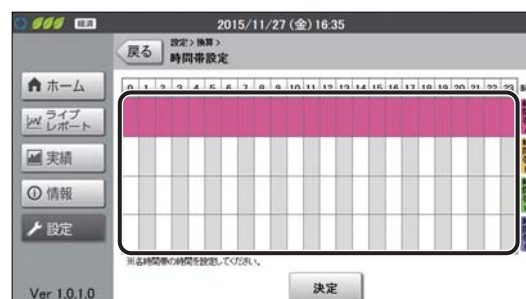 経済
2015/11/27 (金) 16:35
戻る
設定 > 換算 >
時間帯設定
ホーム
ライブ
レポート
実績
情報
設定
0 1 2 3 4 5 6 7 8 9 10 11 12 13 14 15 16 17 18 19 20 21 22 23
※各時間帯の時間を設定してください。
決定
Ver 1.0.1.0